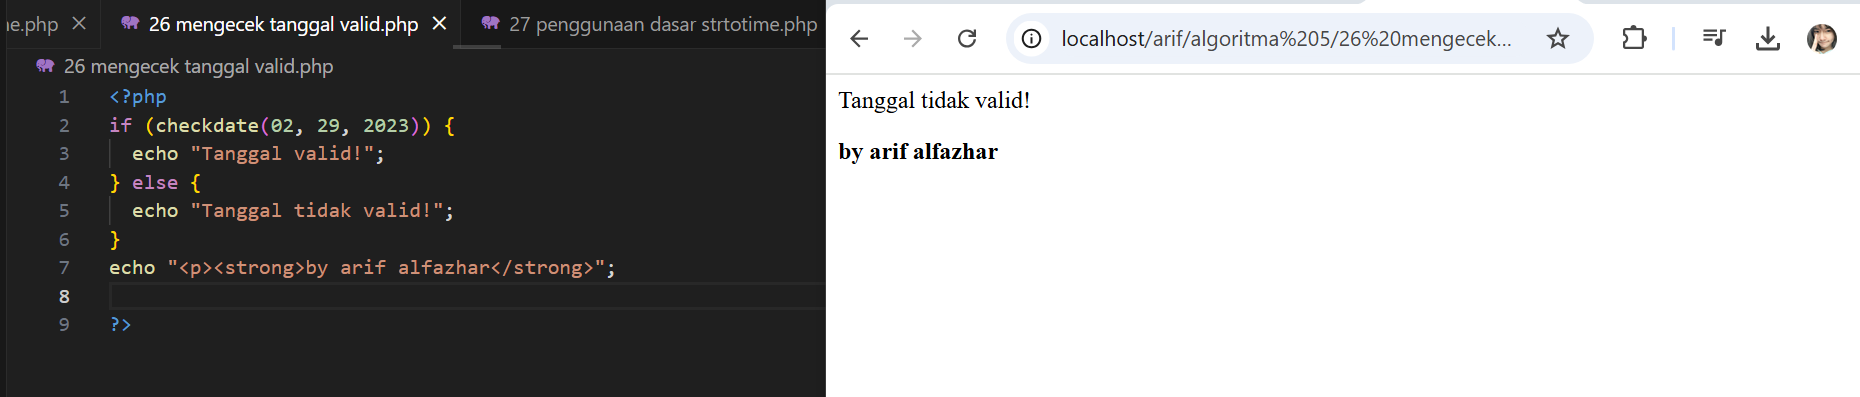 ne.php
26 mengecek tanggal valid.php
27 penggunaan dasar strtotime.php
26 mengecek tanggal valid.php
1 <?php
2 if (checkdate(02, 29, 2023)) {
3 echo "Tanggal valid!";
4 } else {
5 echo "Tanggal tidak valid!";
6 }
7 echo "<p><strong>by arif alfazhar</strong>";
8
9 ?>
localhost/arif/algoritma%205/26%20mengecek...
Tanggal tidak valid!
by arif alfazhar